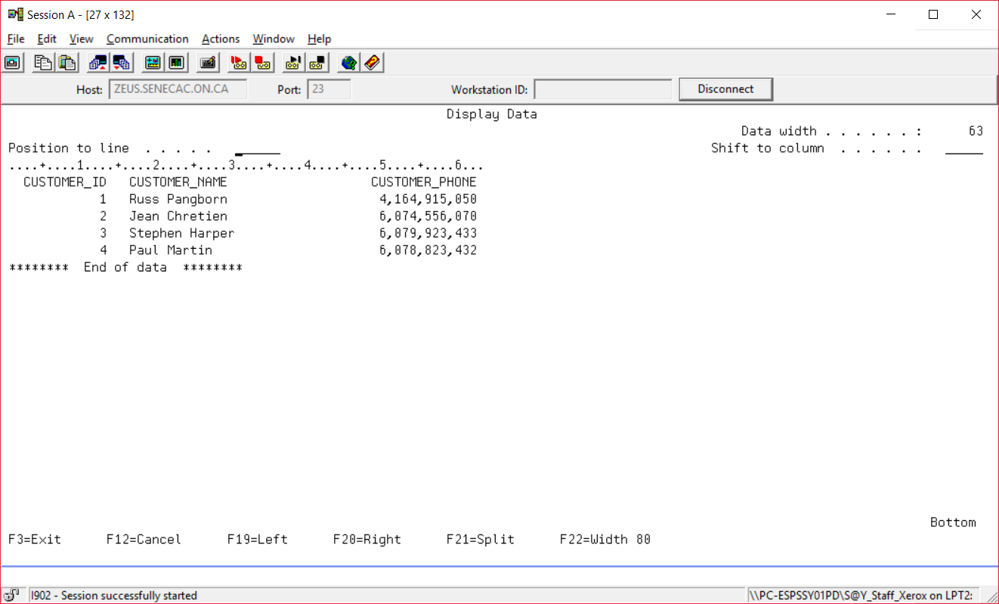 Session A - [27 x 132]
File Edit View Communication Actions Window Help
Host: ZEUS.SENECAC.ON.CA Port: 23 Workstation ID: Disconnect
Display Data
Data width . . . . . . : 63
Position to line . . . . . Shift to column . . . . . .
....+....1....+....2....+....3....+....4....+....5....+....6...
CUSTOMER_ID CUSTOMER_NAME CUSTOMER_PHONE
1 Russ Pangborn 4,164,915,050
2 Jean Chretien 6,074,556,070
3 Stephen Harper 6,079,923,433
4 Paul Martin 6,078,823,432
******** End of data ********
Bottom
F3=Exit F12=Cancel F19=Left F20=Right F21=Split F22=Width 80
I902 - Session successfully started \\PC-ESPSSY01PD\S@Y_Staff_Xerox on LPT2: